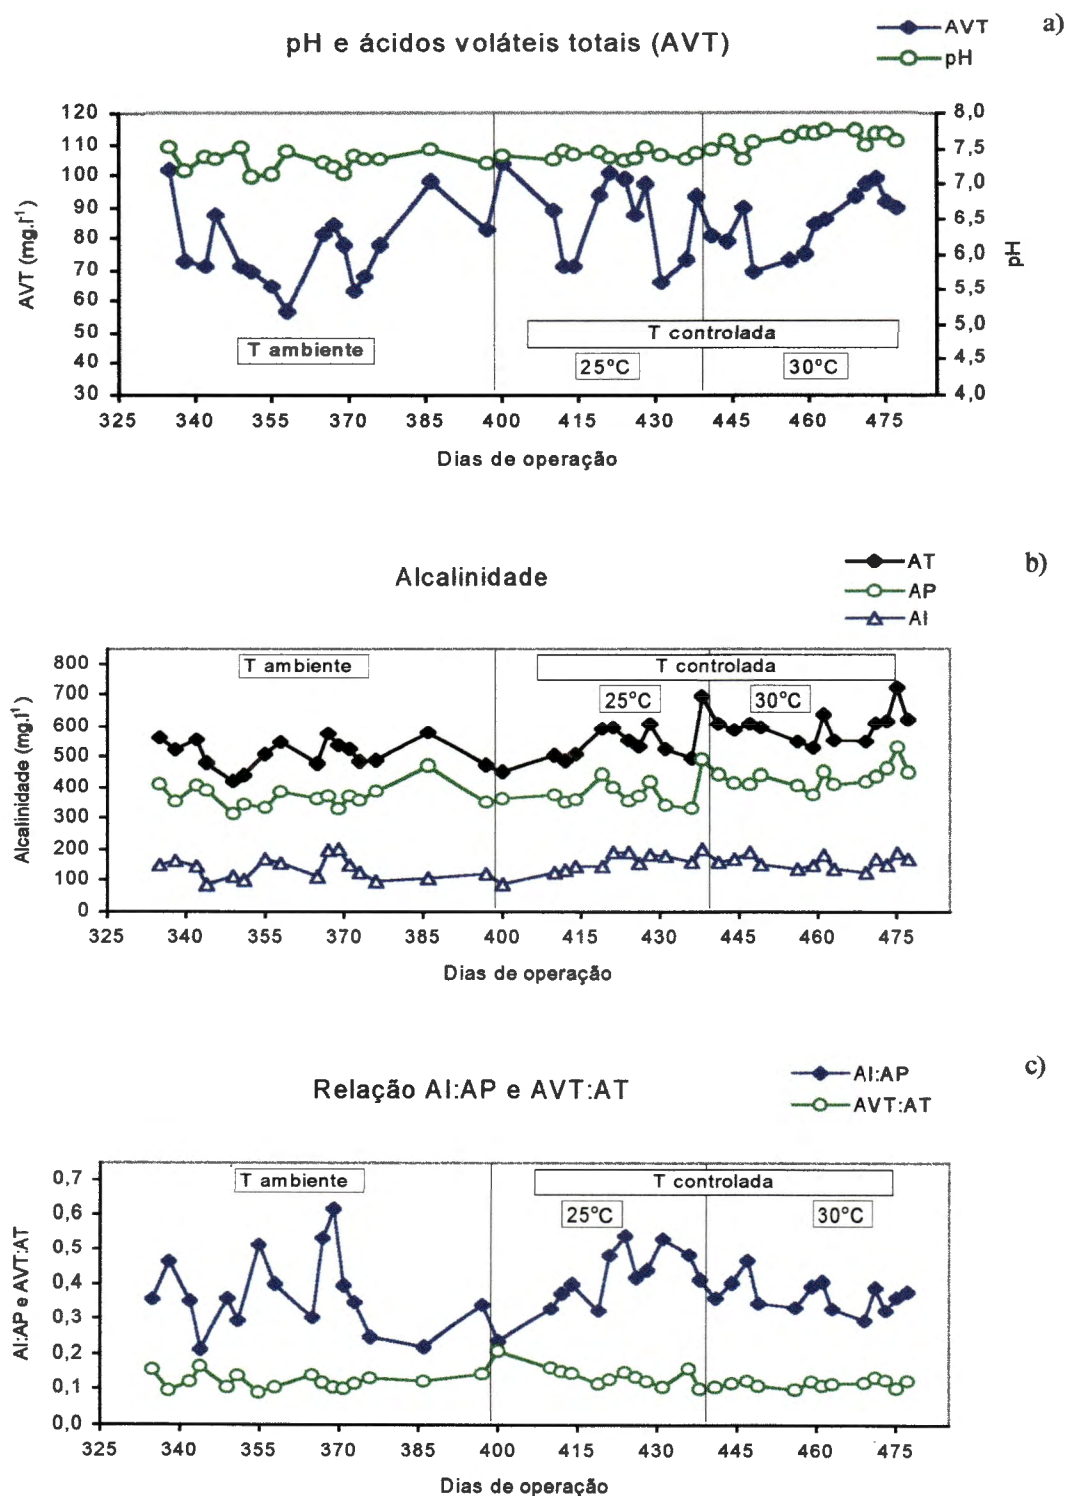 a)
pH e ácidos voláteis totais (AVT)
AVT
pH
120
110
100
90
80
70
60
50
40
30
AVT (mg.l¹)
8,0
7,5
7,0
6,5
6,0
5,5
5,0
4,5
4,0
pH
T ambiente
T controlada
25°C
30°C
325 340 355 370 385 400 415 430 445 460 475
Dias de operação
b)
Alcalinidade
AT
AP
AI
800
700
600
500
400
300
200
100
0
Alcalinidade (mg.l¹)
T ambiente
T controlada
25°C
30°C
325 340 355 370 385 400 415 430 445 460 475
Dias de operação
c)
Relação AI:AP e AVT:AT
AI:AP
AVT:AT
0,7
0,6
0,5
0,4
0,3
0,2
0,1
0,0
AI:AP e AVT:AT
T ambiente
T controlada
25°C
30°C
325 340 355 370 385 400 415 430 445 460 475
Dias de operação